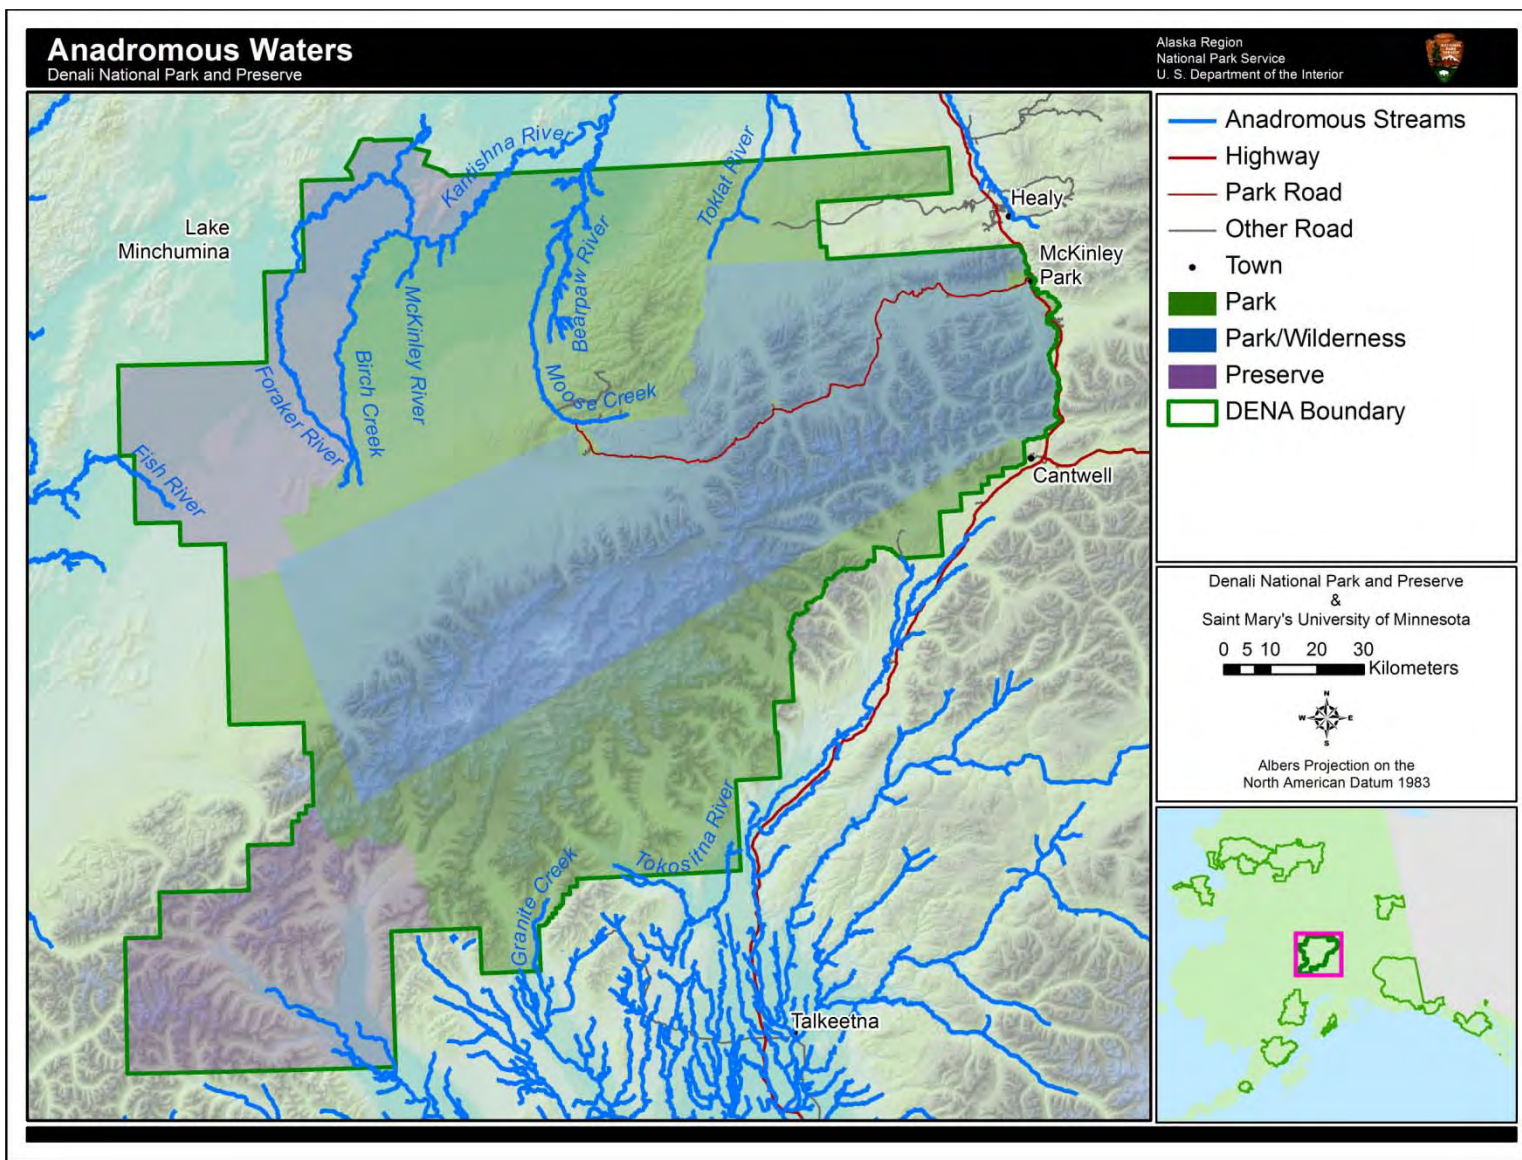 Anadromous Waters
Denali National Park and Preserve
Alaska Region
National Park Service
U. S. Department of the Interior
Kantishna River
Toklat River
Healy
Lake
Minchumina
McKinley
Park
Bearpaw River
McKinley River
Birch Creek
Foraker River
Moose Creek
Fish River
Cantwell
Tokositna River
Granite Creek
Talkeetna
Anadromous Streams
Highway
Park Road
Other Road
Town
Park
Park/Wilderness
Preserve
DENA Boundary
Denali National Park and Preserve
&
Saint Mary's University of Minnesota
0 5 10 20 30
Kilometers
N
W E
S
Albers Projection on the
North American Datum 1983